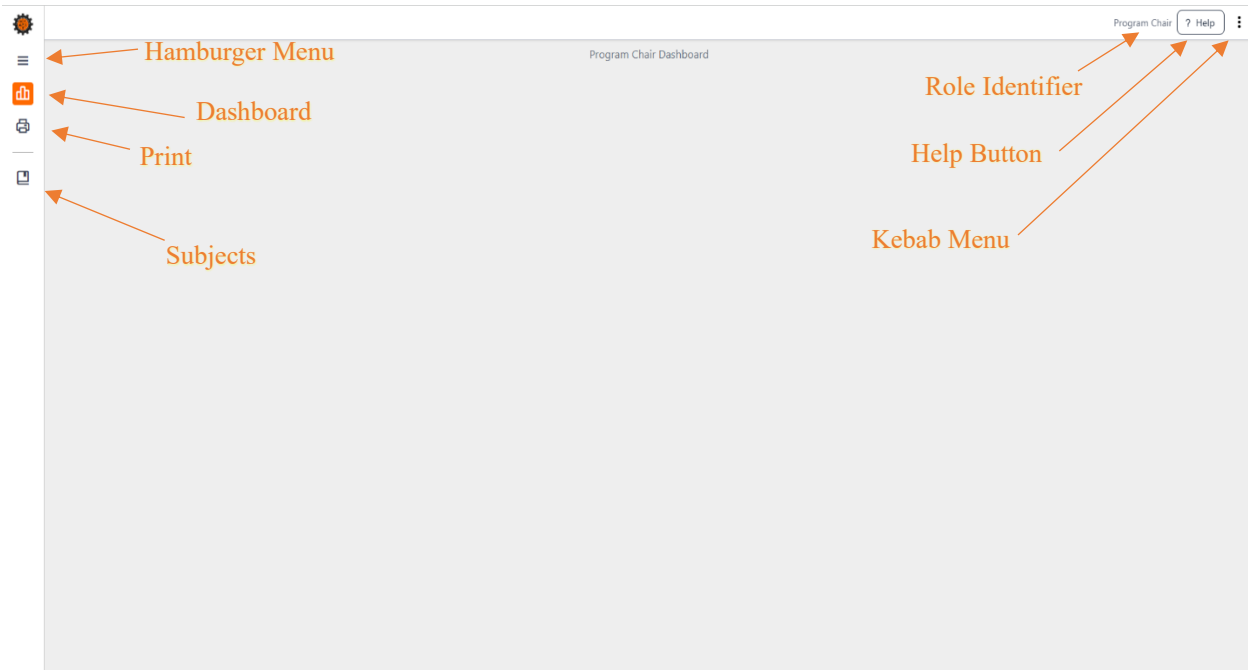 Program Chair
? Help
Hamburger Menu
Program Chair Dashboard
Role Identifier
Dashboard
Print
Help Button
Kebab Menu
Subjects